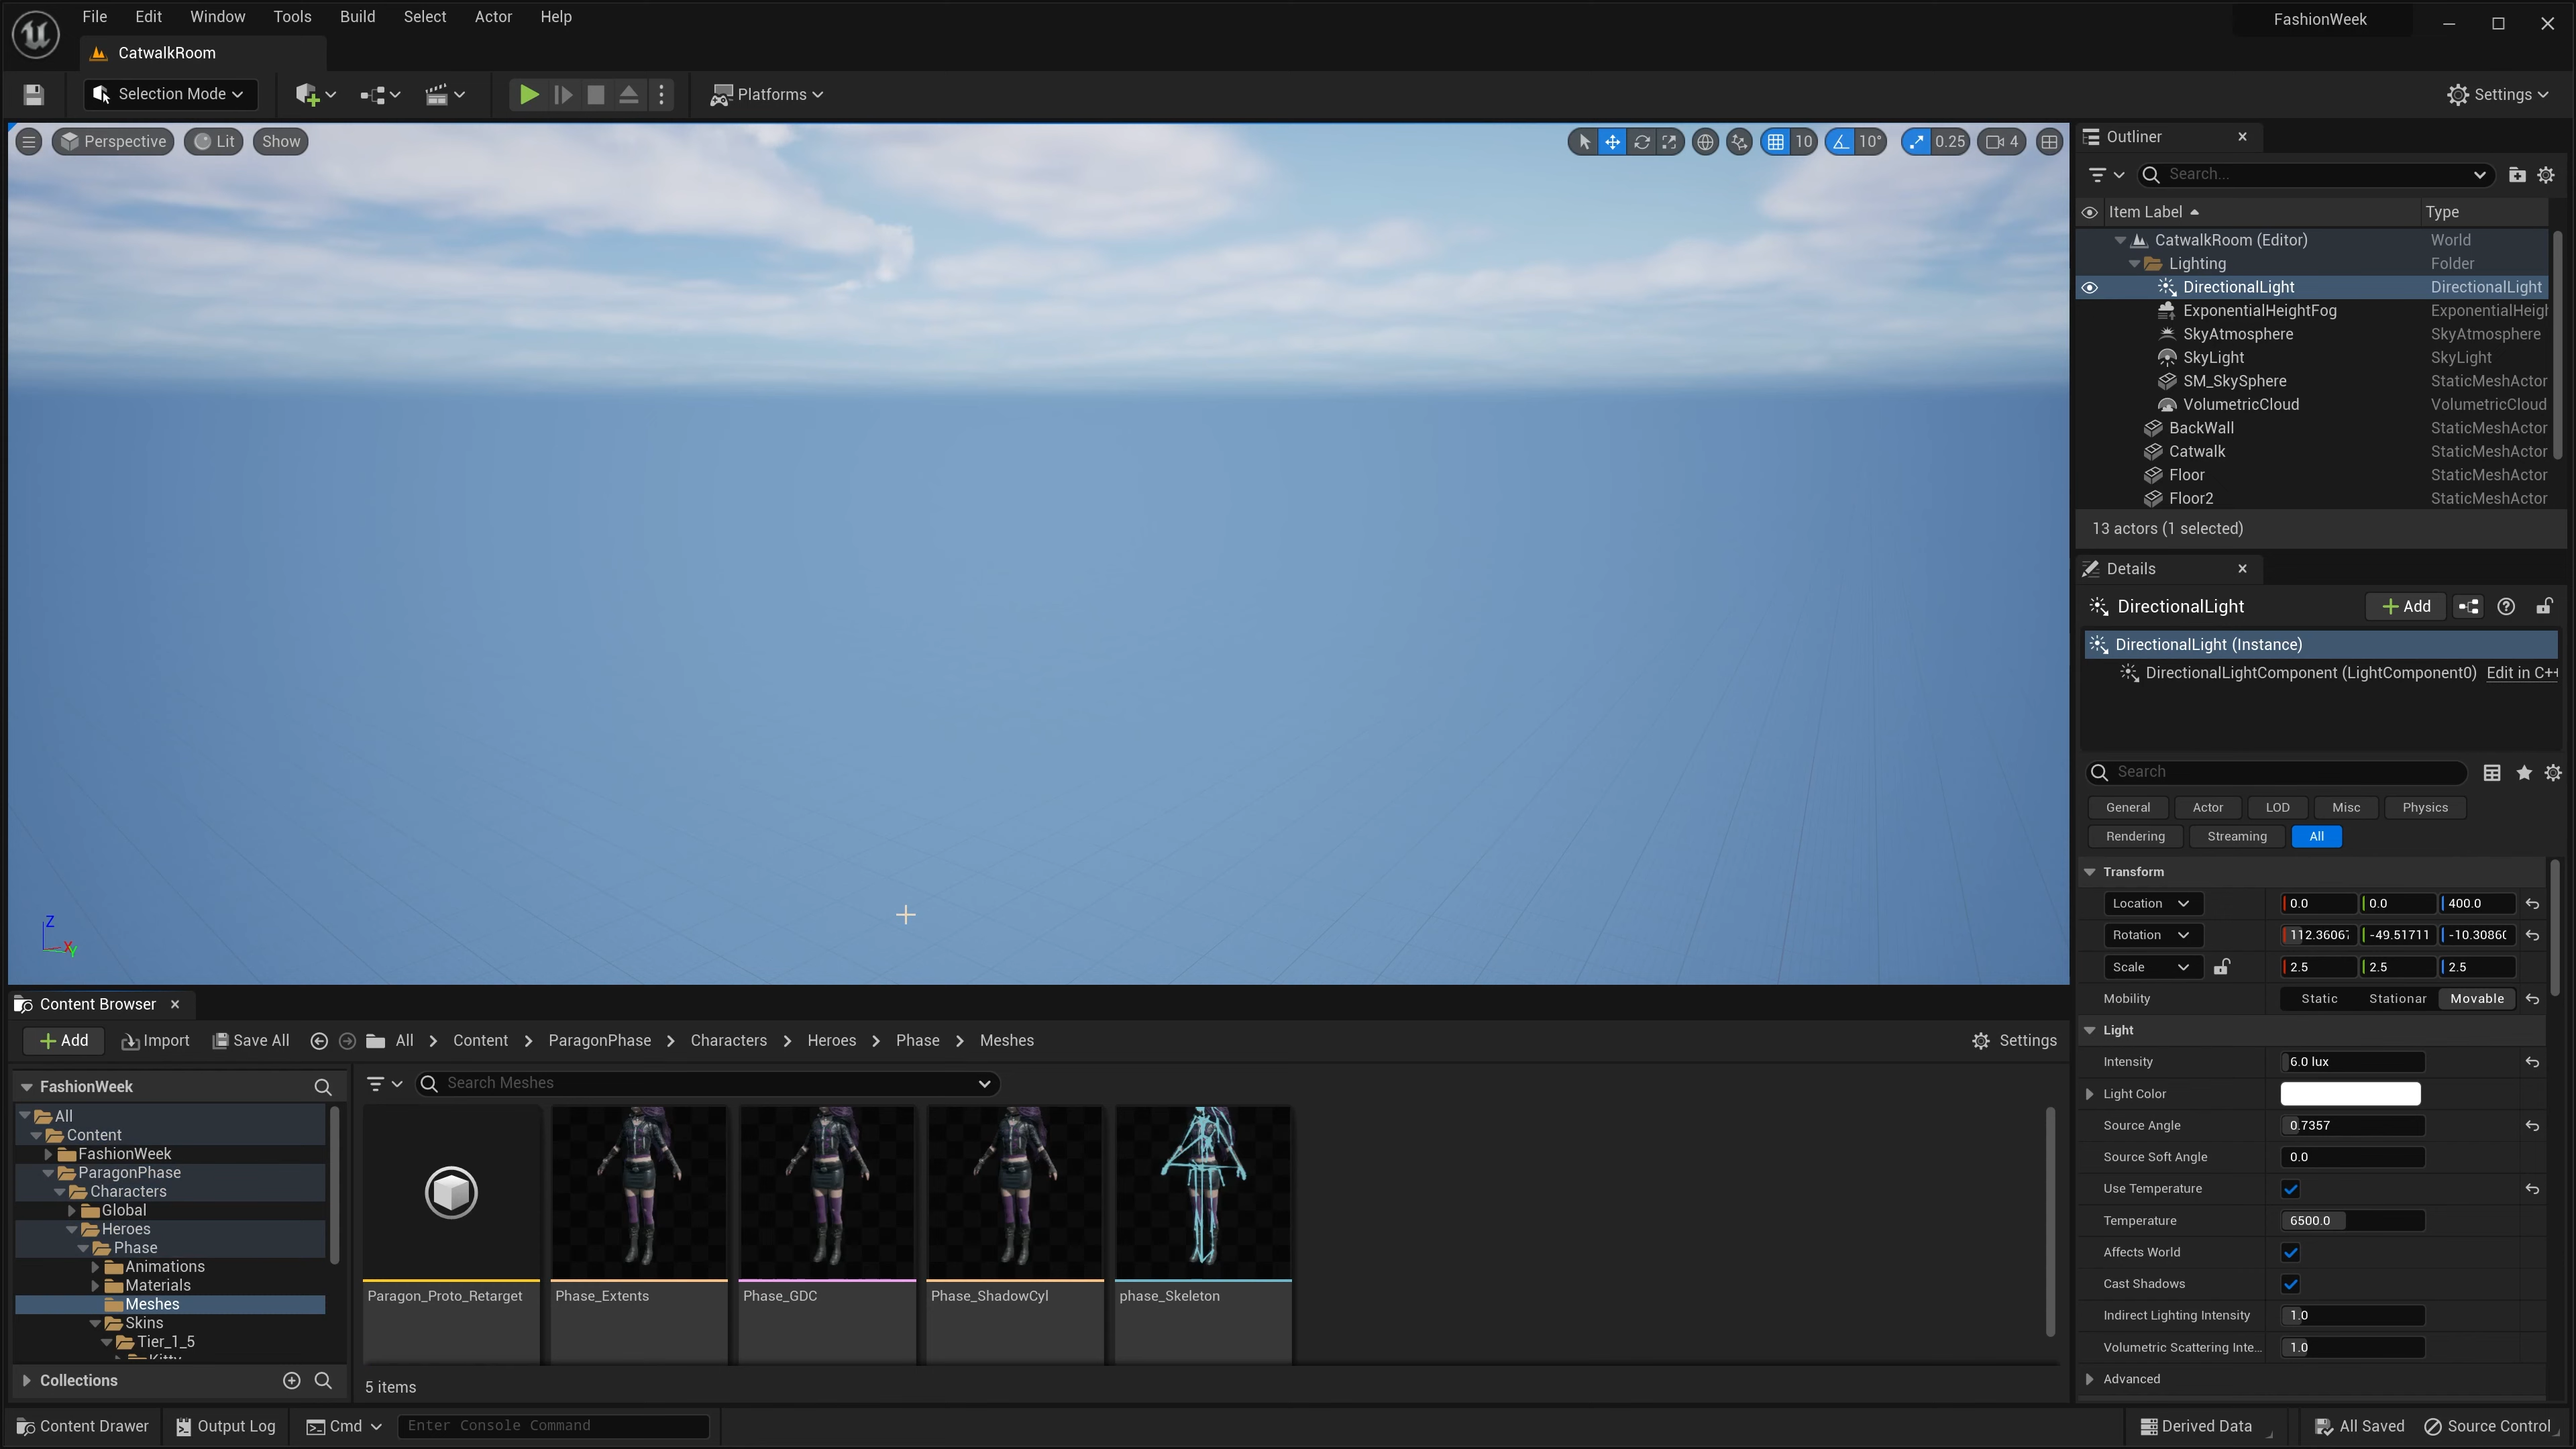 File Edit Window Tools Build Select Actor Help
FashionWeek
CatwalkRoom
Selection Mode
Platforms
Settings
Perspective Lit Show
10 10° 0.25 4
Z
X
Y
Outliner
Search...
Item Label Type
CatwalkRoom (Editor) World
Lighting Folder
DirectionalLight DirectionalLight
ExponentialHeightFog ExponentialHeigh
SkyAtmosphere SkyAtmosphere
SkyLight SkyLight
SM_SkySphere StaticMeshActor
VolumetricCloud VolumetricCloud
BackWall StaticMeshActor
Catwalk StaticMeshActor
Floor StaticMeshActor
Floor2 StaticMeshActor
13 actors (1 selected)
Details
DirectionalLight
Add
DirectionalLight (Instance)
DirectionalLightComponent (LightComponent0) Edit in C++
Search
General Actor LOD Misc Physics
Rendering Streaming All
Transform
Location 0.0 0.0 400.0
Rotation 112.36067 -49.51711 -10.30860
Scale 2.5 2.5 2.5
Mobility Static Stationar Movable
Light
Intensity 6.0 lux
Light Color
Source Angle 0.7357
Source Soft Angle 0.0
Use Temperature
Temperature 6500.0
Affects World
Cast Shadows
Indirect Lighting Intensity 1.0
Volumetric Scattering Inte... 1.0
Advanced
Content Browser
Add Import Save All All Content ParagonPhase Characters Heroes Phase Meshes Settings
FashionWeek
All
Content
FashionWeek
ParagonPhase
Characters
Global
Heroes
Phase
Animations
Materials
Meshes
Skins
Tier_1_5
Collections
Search Meshes
Paragon_Proto_Retarget Phase_Extents Phase_GDC Phase_ShadowCyl phase_Skeleton
5 items
Content Drawer Output Log Cmd Enter Console Command
Derived Data All Saved Source Control